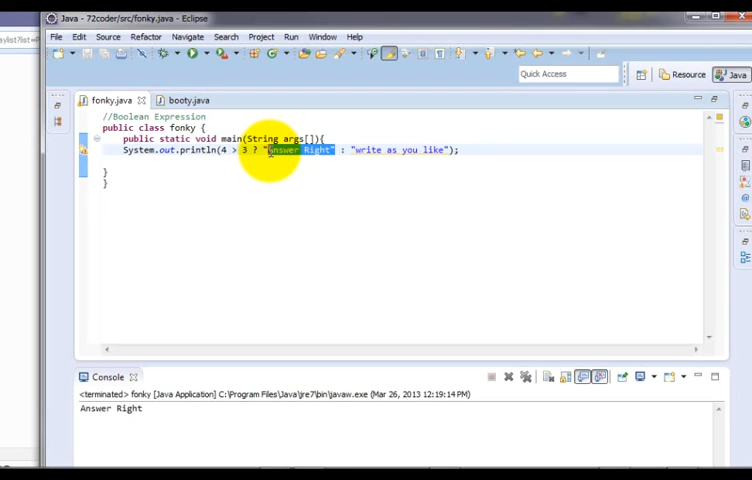 Java - 72coder/src/fonky.java - Eclipse
File Edit Source Refactor Navigate Search Project Run Window Help
Quick Access
Resource
Java
fonky.java
booty.java
//Boolean Expression
public class fonky {
public static void main(String args[]){
System.out.println(4 > 3 ? "Answer Right" : "write as you like");
}
}
Console
<terminated> fonky [Java Application] C:\Program Files\Java\jre7\bin\javaw.exe (Mar 26, 2013 12:19:14 PM)
Answer Right